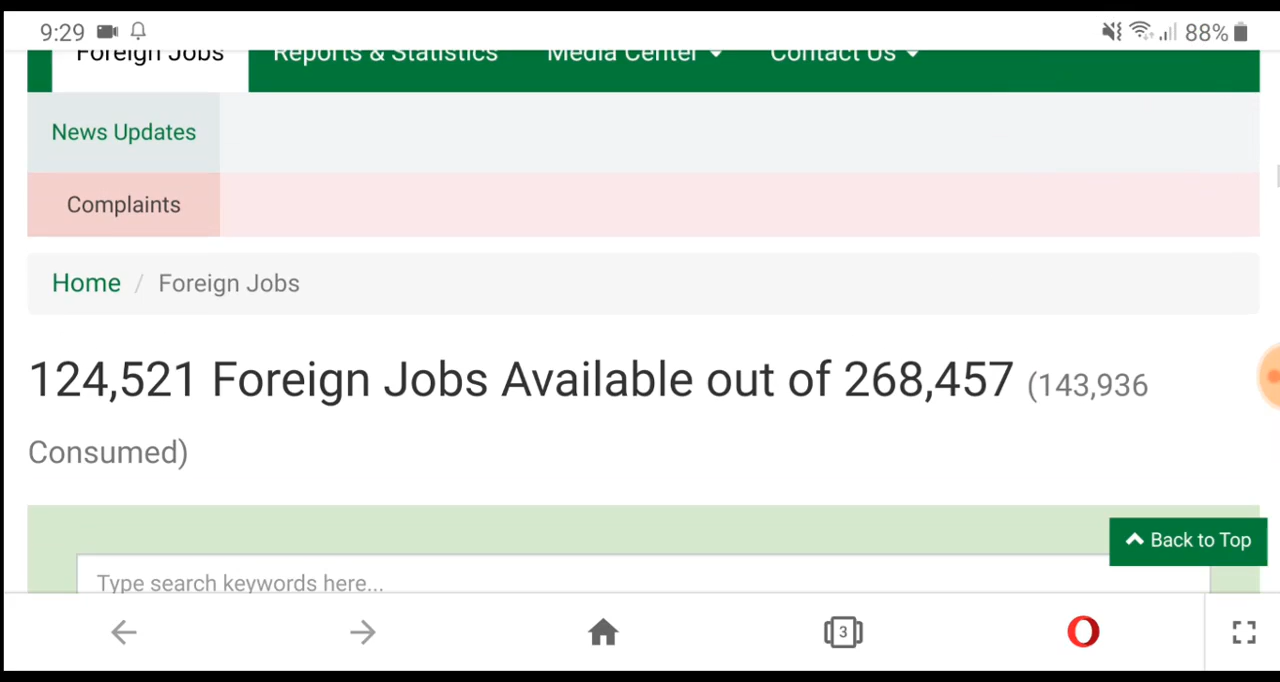 9:29 88%
Foreign Jobs Reports & Statistics Media Center Contact Us
News Updates
Complaints
Home / Foreign Jobs
124,521 Foreign Jobs Available out of 268,457 (143,936
Consumed)
Back to Top
Type search keywords here...
3